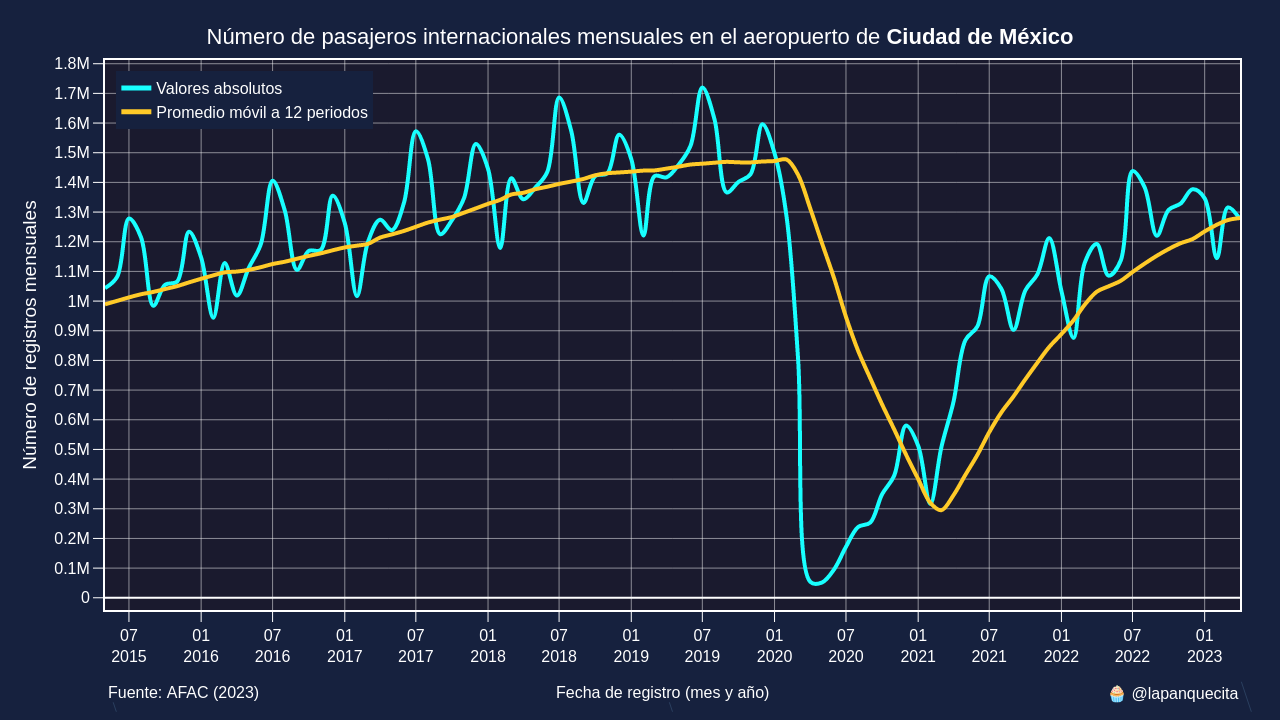 Número de pasajeros internacionales mensuales en el aeropuerto de Ciudad de México
Valores absolutos
Promedio móvil a 12 periodos
Número de registros mensuales
1.8M
1.7M
1.6M
1.5M
1.4M
1.3M
1.2M
1.1M
1M
0.9M
0.8M
0.7M
0.6M
0.5M
0.4M
0.3M
0.2M
0.1M
0
07 01 07 01 07 01 07 01 07 01 07 01 07 01 07 01
2015 2016 2016 2017 2017 2018 2018 2019 2019 2020 2020 2021 2021 2022 2022 2023
Fuente: AFAC (2023) Fecha de registro (mes y año) 🧁 @lapanquecita